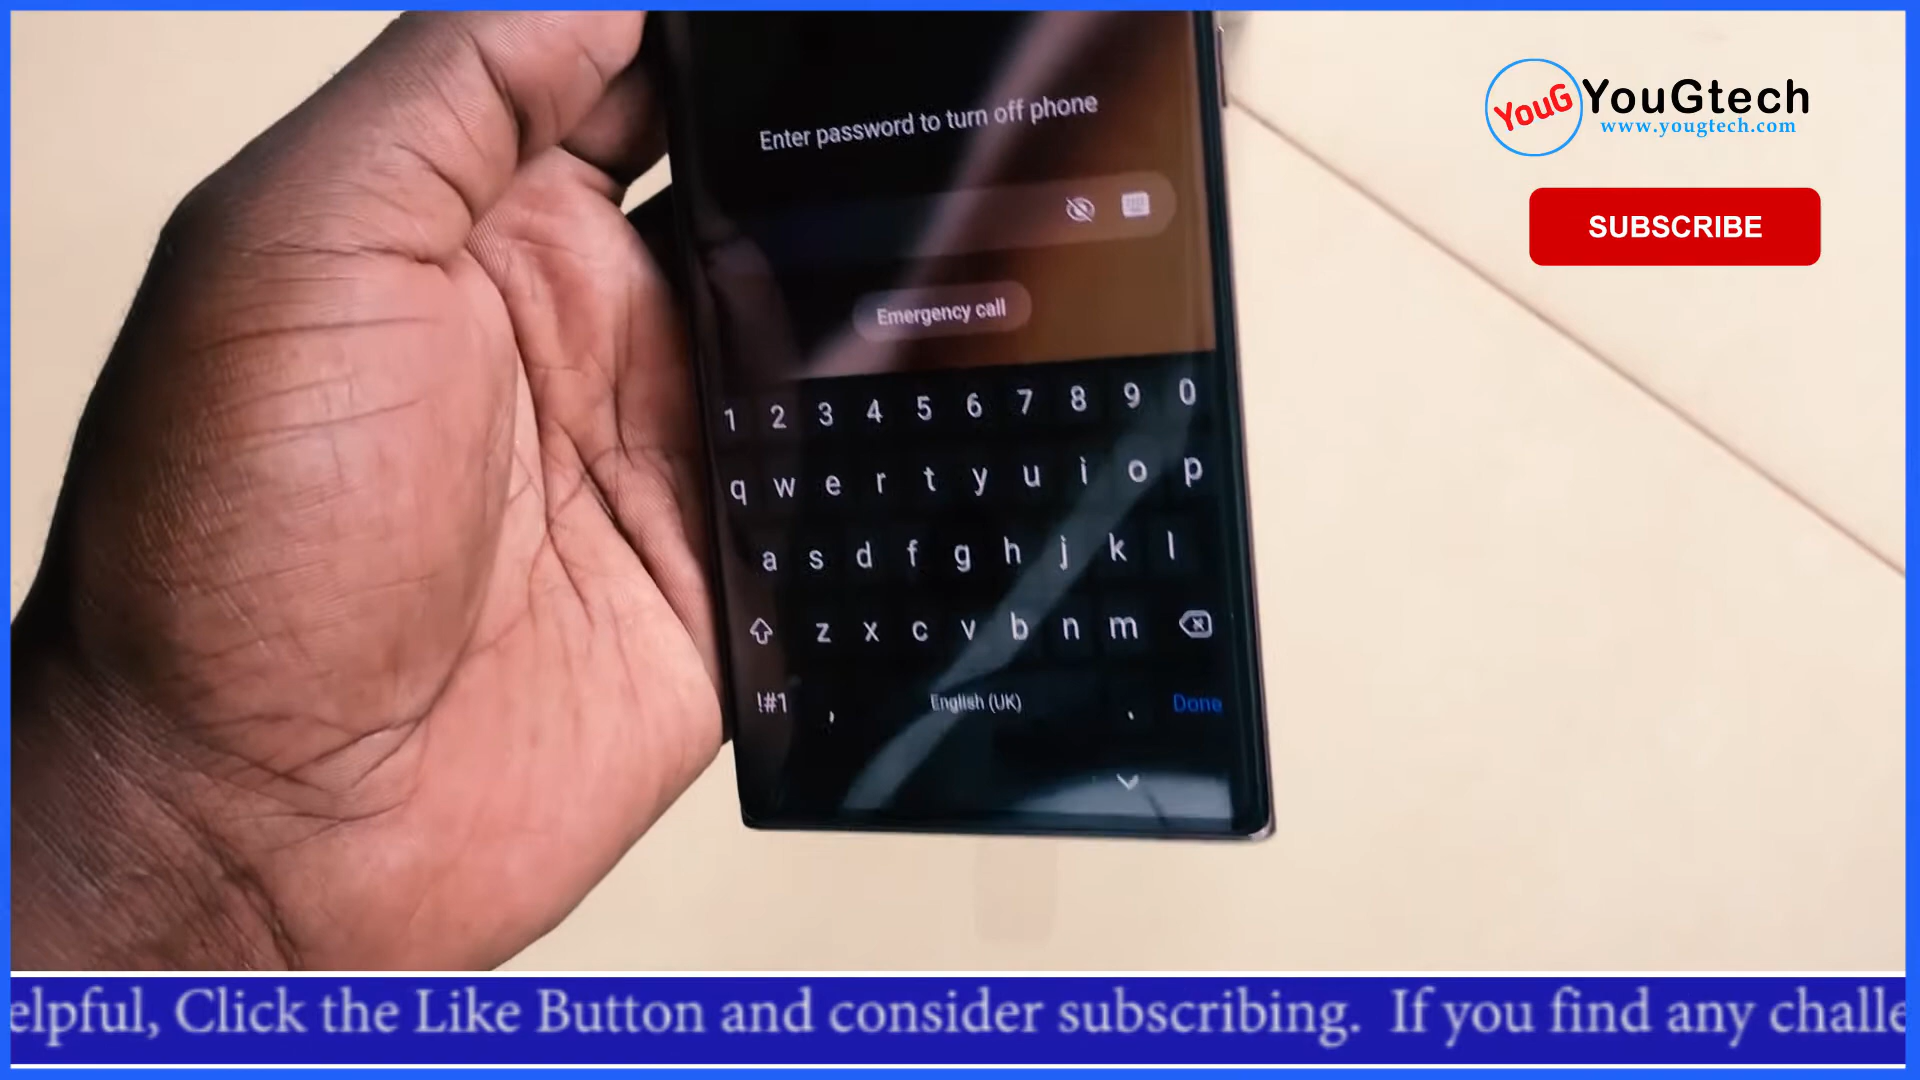 Enter password to turn off phone
Emergency call
1 2 3 4 5 6 7 8 9 0
q w e r t y u i o p
a s d f g h j k l
z x c v b n m
!#1 , English (UK) . Done
YouG YouGtech
www.yougtech.com
SUBSCRIBE
elpful, Click the Like Button and consider subscribing. If you find any challe